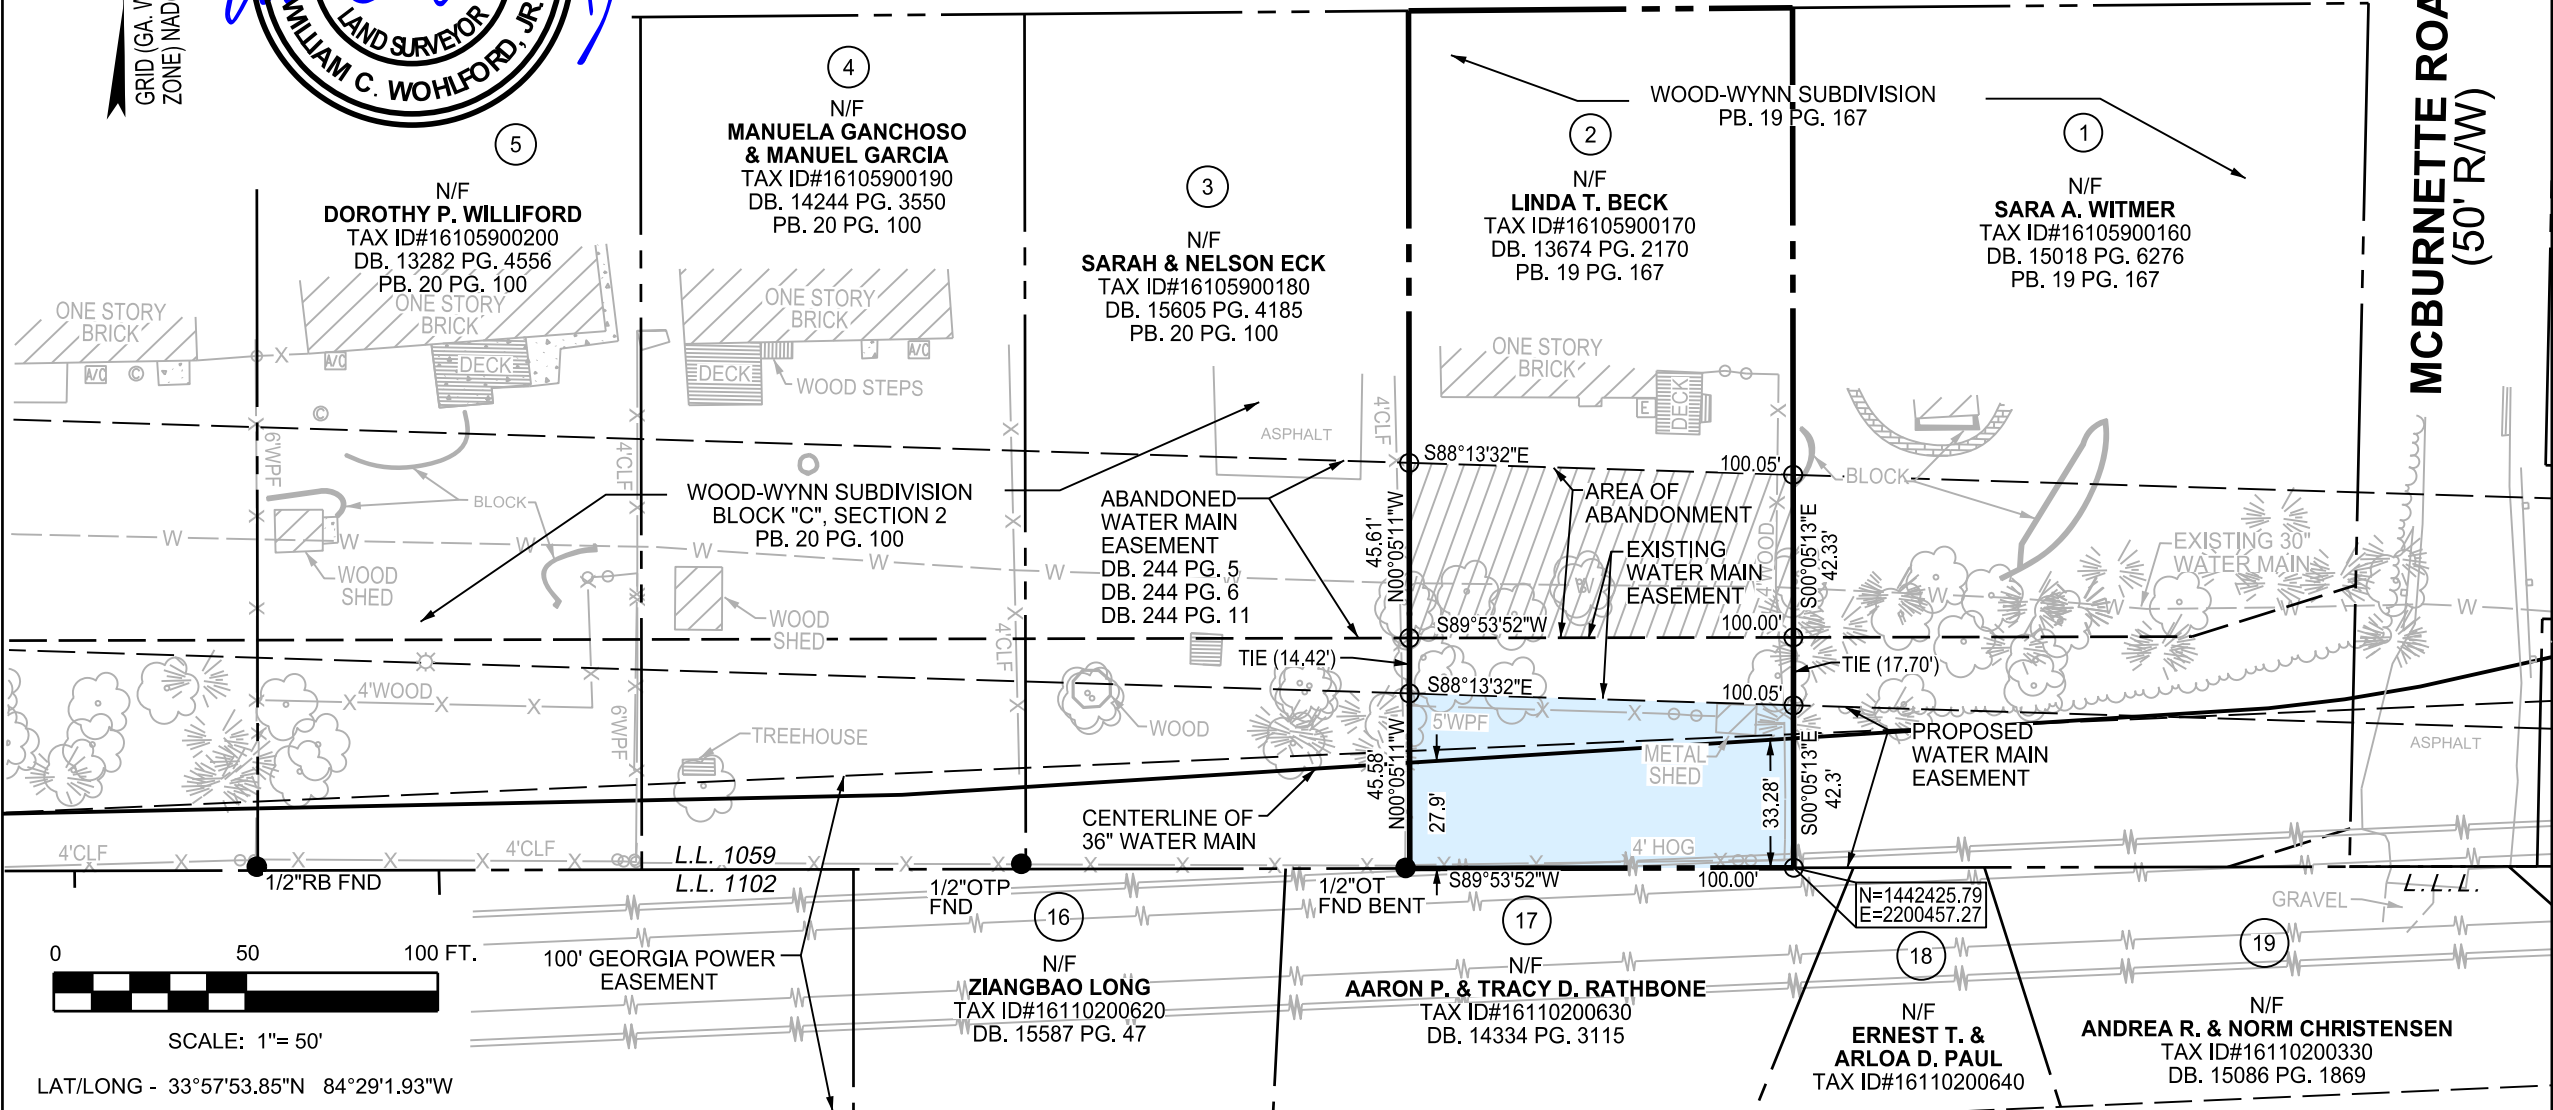 GRID (GA. W
ZONE) NAD
LAND SURVEYOR
WILLIAM C. WOHLFORD, JR.
5
N/F
DOROTHY P. WILLIFORD
TAX ID#16105900200
DB. 13282 PG. 4556
PB. 20 PG. 100
4
N/F
MANUELA GANCHOSO
& MANUEL GARCIA
TAX ID#16105900190
DB. 14244 PG. 3550
PB. 20 PG. 100
3
N/F
SARAH & NELSON ECK
TAX ID#16105900180
DB. 15605 PG. 4185
PB. 20 PG. 100
WOOD-WYNN SUBDIVISION
PB. 19 PG. 167
2
N/F
LINDA T. BECK
TAX ID#16105900170
DB. 13674 PG. 2170
PB. 19 PG. 167
1
N/F
SARA A. WITMER
TAX ID#16105900160
DB. 15018 PG. 6276
PB. 19 PG. 167
MCBURNETTE ROA
(50' R/W)
ONE STORY
BRICK
ONE STORY
BRICK
ONE STORY
BRICK
ONE STORY
BRICK
A/C
C
A/C
DECK
DECK
WOOD STEPS
A/C
E
DECK
C
6'WPF
4'CLF
4'CLF
ASPHALT
BLOCK
BLOCK
WOOD-WYNN SUBDIVISION
BLOCK "C", SECTION 2
PB. 20 PG. 100
ABANDONED
WATER MAIN
EASEMENT
DB. 244 PG. 5
DB. 244 PG. 6
DB. 244 PG. 11
S88°13'32"E
100.05'
AREA OF
ABANDONMENT
EXISTING
WATER MAIN
EASEMENT
45.61'
N00°05'11"W
S00°05'13"E
42.33'
4'WOOD
EXISTING 30"
WATER MAIN
W W W W W W W W W W W
WOOD
SHED
WOOD
SHED
4'CLF
S89°53'52"W
100.00'
TIE (14.42')
TIE (17.70')
S88°13'32"E
100.05'
4'WOOD
6'WPF
TREEHOUSE
WOOD
5'WPF
METAL
SHED
45.58'
N00°05'11"W
27.9'
33.28'
S00°05'13"E
42.3'
PROPOSED
WATER MAIN
EASEMENT
ASPHALT
CENTERLINE OF
36" WATER MAIN
4' HOG
4'CLF
4'CLF
L.L. 1059
L.L. 1102
1/2"RB FND
1/2"OTP
FND
1/2"OT
FND BENT
S89°53'52"W
100.00'
N=1442425.79
E=2200457.27
L.L.L.
GRAVEL
0 50 100 FT.
SCALE: 1"= 50'
LAT/LONG - 33°57'53.85"N 84°29'1.93"W
100' GEORGIA POWER
EASEMENT
16
N/F
ZIANGBAO LONG
TAX ID#16110200620
DB. 15587 PG. 47
17
N/F
AARON P. & TRACY D. RATHBONE
TAX ID#16110200630
DB. 14334 PG. 3115
18
N/F
ERNEST T. &
ARLOA D. PAUL
TAX ID#16110200640
19
N/F
ANDREA R. & NORM CHRISTENSEN
TAX ID#16110200330
DB. 15086 PG. 1869